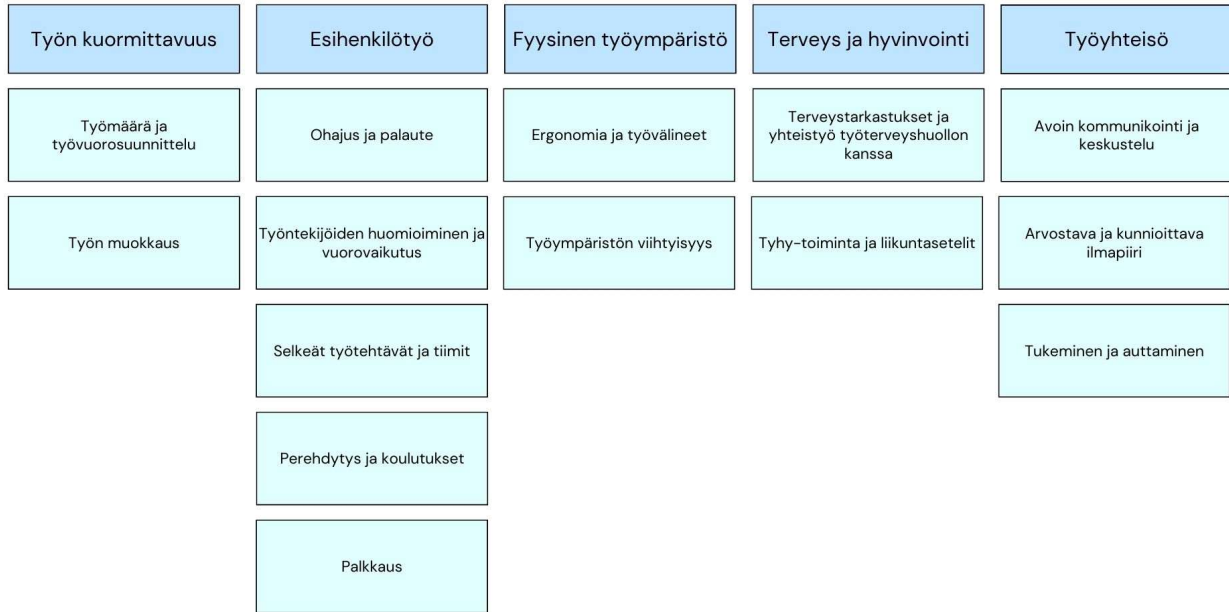 Työn kuormittavuus
Työmäärä ja
työvuorosuunnittelu
Työn muokkaus
Esihenkilötyö
Ohajus ja palaute
Työntekijöiden huomioiminen ja
vuorovaikutus
Selkeät työtehtävät ja tiimit
Perehdytys ja koulutukset
Palkkaus
Fyysinen työympäristö
Ergonomia ja työvälineet
Työympäristön viihtyisyys
Terveys ja hyvinvointi
Terveystarkastukset ja
yhteistyö työterveyshuollon
kanssa
Tyhy-toiminta ja liikuntasetelit
Työyhteisö
Avoin kommunikointi ja
keskustelu
Arvostava ja kunnioittava
ilmapiiri
Tukeminen ja auttaminen